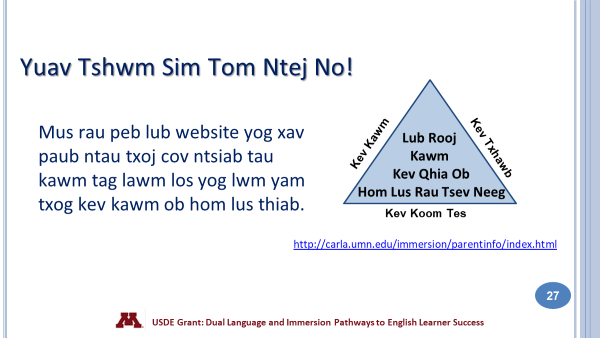 Yuav Tshwm Sim Tom Ntej No!
Mus rau peb lub website yog xav
paub ntau txoj cov ntsiab tau
kawm tag lawm los yog lwm yam
txog kev kawm ob hom lus thiab.
Kev Kawm
Kev Txhawb
Lub Rooj
Kawm
Kev Qhia Ob
Hom Lus Rau Tsev Neeg
Kev Koom Tes
http://carla.umn.edu/immersion/parentinfo/index.html
27
USDE Grant: Dual Language and Immersion Pathways to English Learner Success